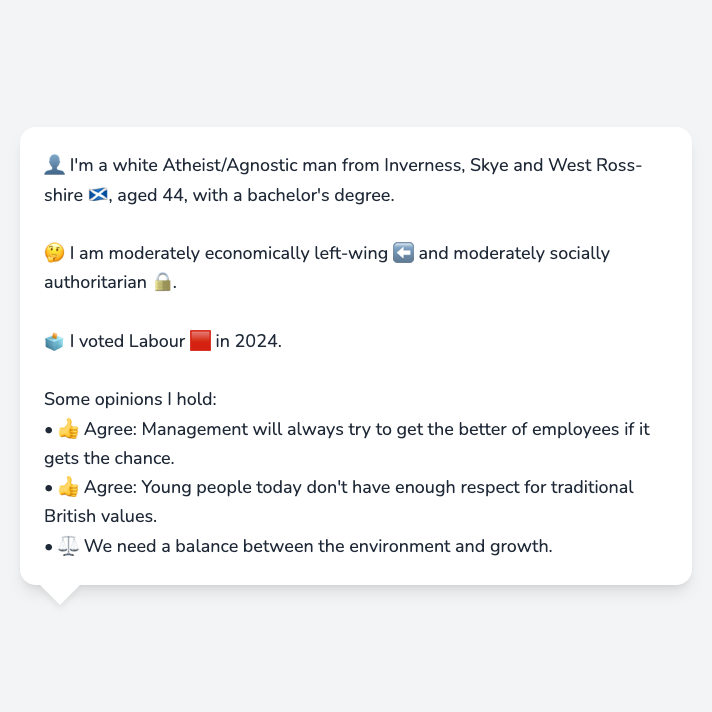 👤 I'm a white Atheist/Agnostic man from Inverness, Skye and West Ross-
shire 🏴󠁧󠁢󠁳󠁣󠁴󠁿, aged 44, with a bachelor's degree.
🤔 I am moderately economically left-wing ⬅️ and moderately socially
authoritarian 🔒.
🗳️ I voted Labour 🟥 in 2024.
Some opinions I hold:
• 👍 Agree: Management will always try to get the better of employees if it
gets the chance.
• 👍 Agree: Young people today don't have enough respect for traditional
British values.
• ⚖️ We need a balance between the environment and growth.